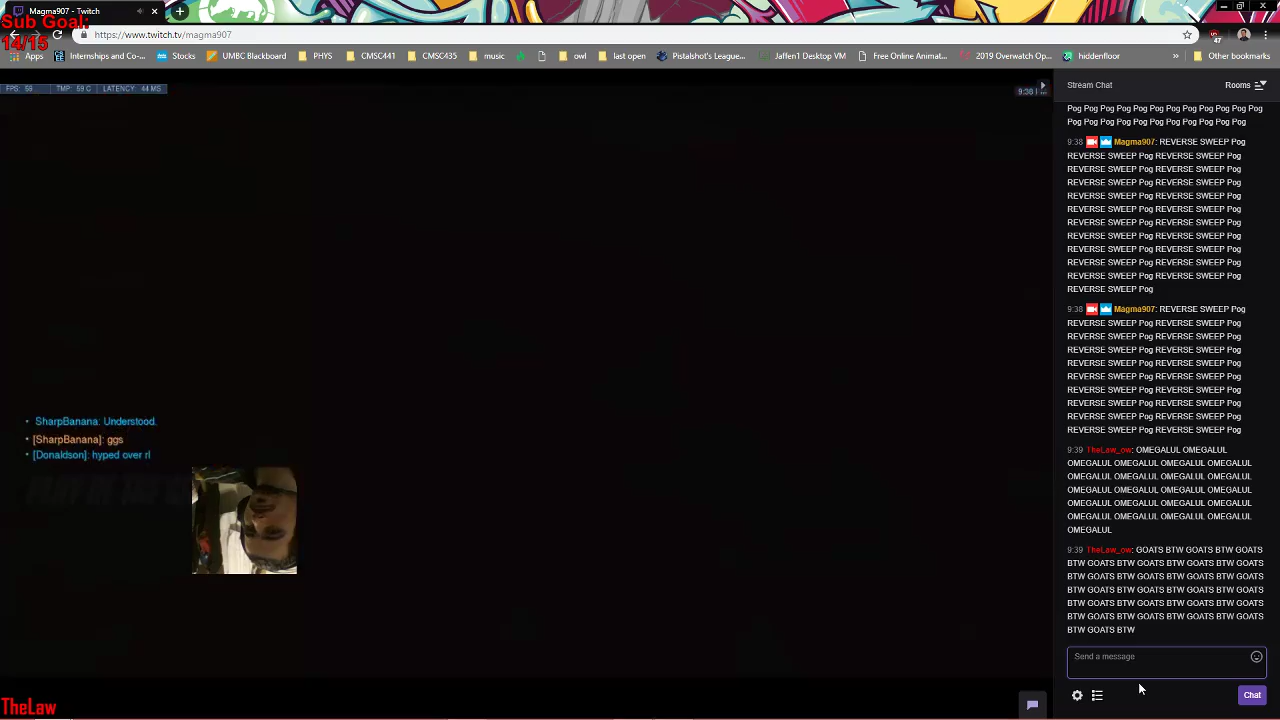 Sub Goal:
14/15
Magma907 - Twitch
https://www.twitch.tv/magma907
47
Apps
Internships and Co-...
Stocks
UMBC Blackboard
PHYS
CMSC441
CMSC435
music
owl
last open
Pistalshot's League...
Jaffen1 Desktop VM
Free Online Animat...
2019 Overwatch Op...
hiddenfloor
»
Other bookmarks
FPS: 59
TMP: 59 C
LATENCY: 44 MS
9:38
SharpBanana: Understood.
[SharpBanana]: ggs
[Donaldson]: hyped over rl
PLAY OF THE
TheLaw
Stream Chat
Rooms
Pog Pog Pog Pog Pog Pog Pog Pog Pog Pog Pog Pog
Pog Pog Pog Pog Pog Pog Pog Pog Pog Pog Pog
9:38 Magma907: REVERSE SWEEP Pog
REVERSE SWEEP Pog REVERSE SWEEP Pog
REVERSE SWEEP Pog REVERSE SWEEP Pog
REVERSE SWEEP Pog REVERSE SWEEP Pog
REVERSE SWEEP Pog REVERSE SWEEP Pog
REVERSE SWEEP Pog REVERSE SWEEP Pog
REVERSE SWEEP Pog REVERSE SWEEP Pog
REVERSE SWEEP Pog REVERSE SWEEP Pog
REVERSE SWEEP Pog REVERSE SWEEP Pog
REVERSE SWEEP Pog REVERSE SWEEP Pog
REVERSE SWEEP Pog REVERSE SWEEP Pog
REVERSE SWEEP Pog
9:38 Magma907: REVERSE SWEEP Pog
REVERSE SWEEP Pog REVERSE SWEEP Pog
REVERSE SWEEP Pog REVERSE SWEEP Pog
REVERSE SWEEP Pog REVERSE SWEEP Pog
REVERSE SWEEP Pog REVERSE SWEEP Pog
REVERSE SWEEP Pog REVERSE SWEEP Pog
REVERSE SWEEP Pog REVERSE SWEEP Pog
REVERSE SWEEP Pog REVERSE SWEEP Pog
REVERSE SWEEP Pog REVERSE SWEEP Pog
REVERSE SWEEP Pog REVERSE SWEEP Pog
9:39 TheLaw_ow: OMEGALUL OMEGALUL
OMEGALUL OMEGALUL OMEGALUL OMEGALUL
OMEGALUL OMEGALUL OMEGALUL OMEGALUL
OMEGALUL OMEGALUL OMEGALUL OMEGALUL
OMEGALUL OMEGALUL OMEGALUL OMEGALUL
OMEGALUL OMEGALUL OMEGALUL OMEGALUL
OMEGALUL
9:39 TheLaw_ow: GOATS BTW GOATS BTW GOATS
BTW GOATS BTW GOATS BTW GOATS BTW GOATS
BTW GOATS BTW GOATS BTW GOATS BTW GOATS
BTW GOATS BTW GOATS BTW GOATS BTW GOATS
BTW GOATS BTW GOATS BTW GOATS BTW GOATS
BTW GOATS BTW GOATS BTW GOATS BTW GOATS
BTW GOATS BTW
Send a message
Chat